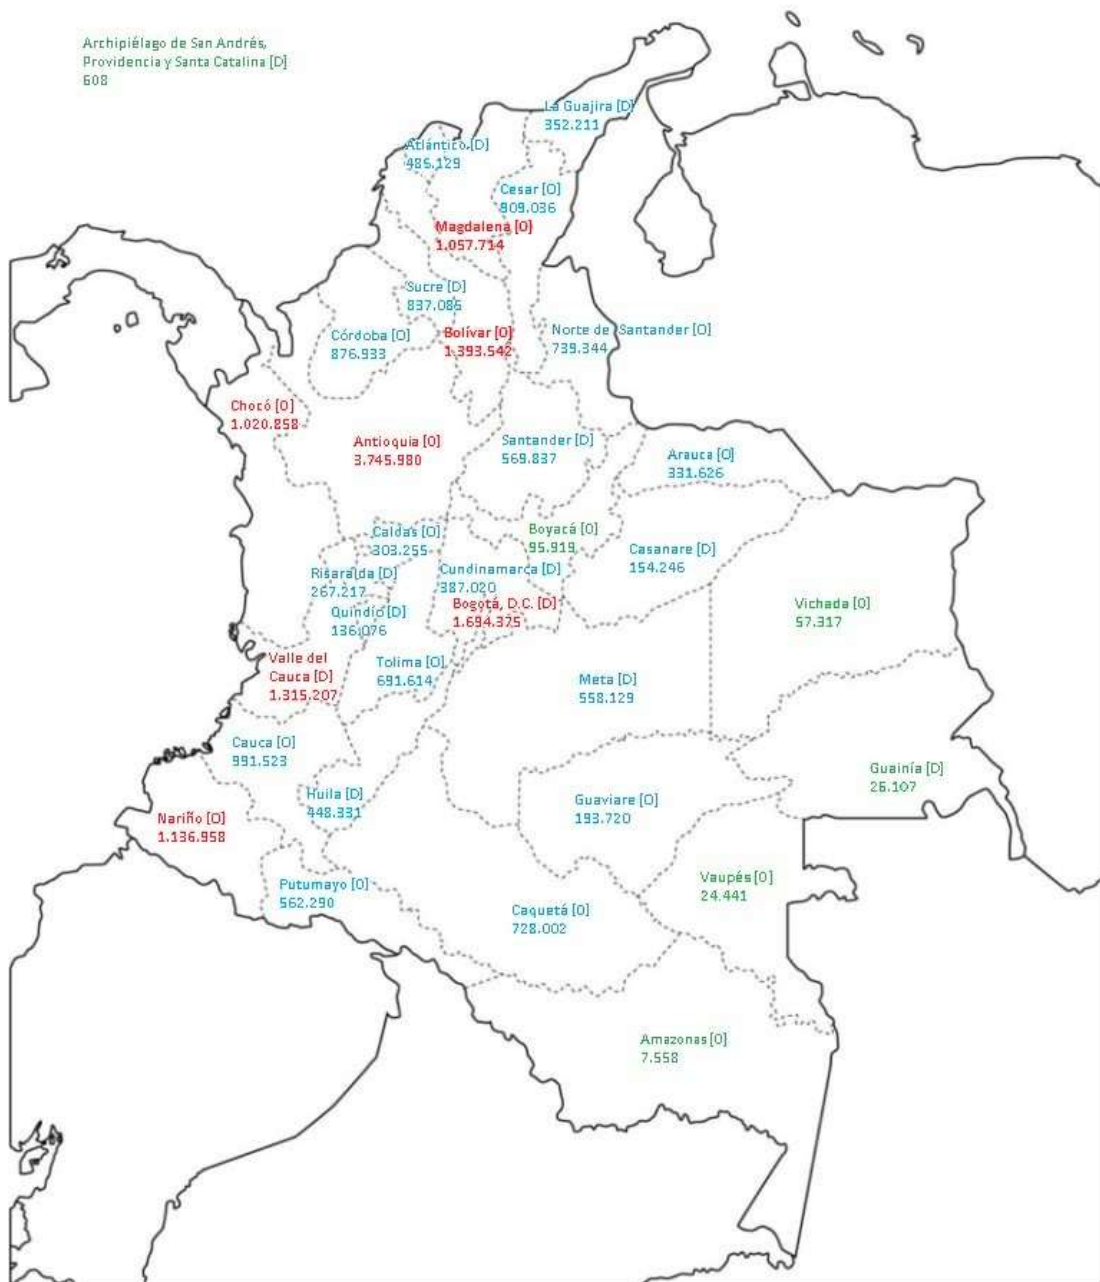 Archipiélago de San Andrés,
Providencia y Santa Catalina [D]
608
La Guajira [D]
352.211
Atlántico [D]
485.129
Cesar [O]
909.036
Magdalena [O]
1.057.714
Sucre [D]
837.086
Córdoba [O]
876.933
Bolívar [O]
1.393.542
Norte de Santander [O]
739.344
Chocó [O]
1.020.858
Antioquia [O]
3.745.980
Santander [D]
569.837
Arauca [O]
331.626
Caldas [O]
303.255
Boyacá [O]
95.919
Casanare [D]
154.246
Risaralda [D]
267.217
Cundinamarca [D]
387.020
Quindío [D]
136.076
Bogotá, D.C. [D]
1.694.375
Vichada [O]
57.317
Valle del
Cauca [D]
1.315.207
Tolima [O]
691.614
Meta [D]
558.129
Cauca [O]
991.523
Guainía [D]
26.107
Huila [D]
448.331
Guaviare [O]
193.720
Nariño [O]
1.136.958
Putumayo [O]
562.290
Vaupés [O]
24.441
Caquetá [O]
728.002
Amazonas [O]
7.558